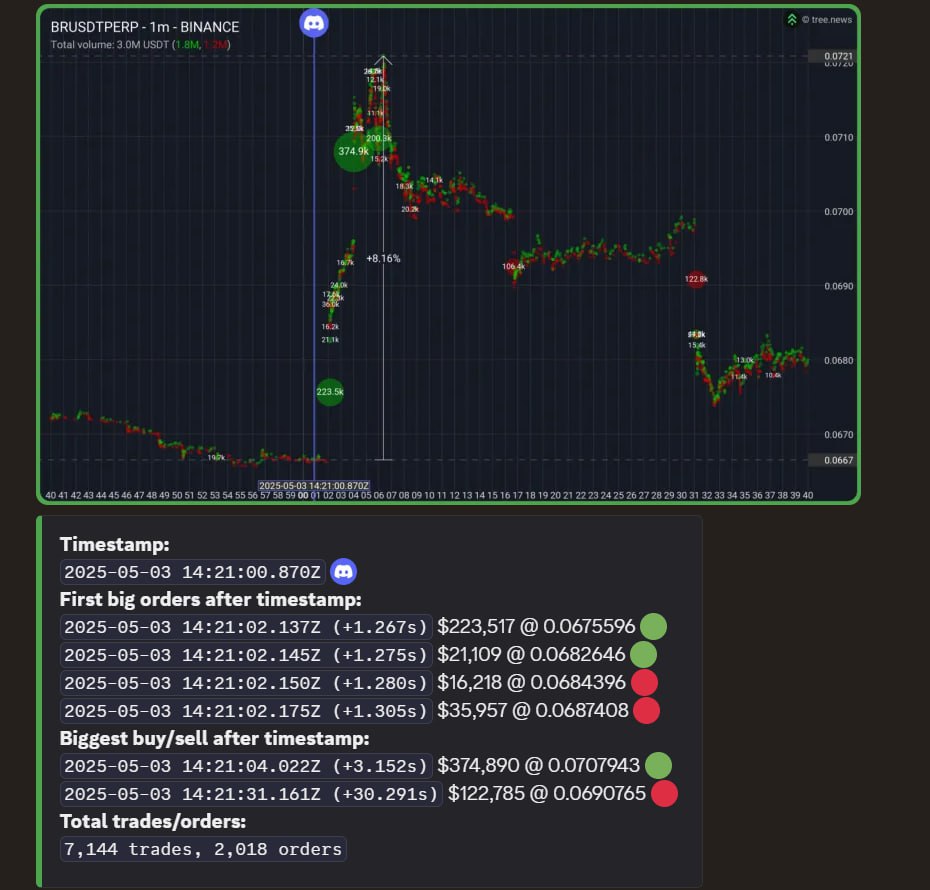 BRUSDTPERP - 1m - BINANCE
© tree.news
Total volume: 3.0M USDT (1.8M, 1.2M)
0.0721
0.0720
12.1k
19.0k
11.1k
0.0710
200.3k
374.9k
15.2k
18.3k
14.1k
20.2k
0.0700
+8.16%
16.7k
106.4k
122.8k
24.0k
0.0690
36.0k
16.2k
21.1k
15.4k
13.0k
0.0680
11.4k
10.4k
223.5k
0.0670
19.7k
0.0667
2025-05-03 14:21:00.870Z
40 41 42 43 44 45 46 47 48 49 50 51 52 53 54 55 56 57 58 59 00 01 02 03 04 05 06 07 08 09 10 11 12 13 14 15 16 17 18 19 20 21 22 23 24 25 26 27 28 29 30 31 32 33 34 35 36 37 38 39 40
Timestamp:
2025-05-03 14:21:00.870Z
First big orders after timestamp:
2025-05-03 14:21:02.137Z (+1.267s) $223,517 @ 0.0675596
2025-05-03 14:21:02.145Z (+1.275s) $21,109 @ 0.0682646
2025-05-03 14:21:02.150Z (+1.280s) $16,218 @ 0.0684396
2025-05-03 14:21:02.175Z (+1.305s) $35,957 @ 0.0687408
Biggest buy/sell after timestamp:
2025-05-03 14:21:04.022Z (+3.152s) $374,890 @ 0.0707943
2025-05-03 14:21:31.161Z (+30.291s) $122,785 @ 0.0690765
Total trades/orders:
7,144 trades, 2,018 orders